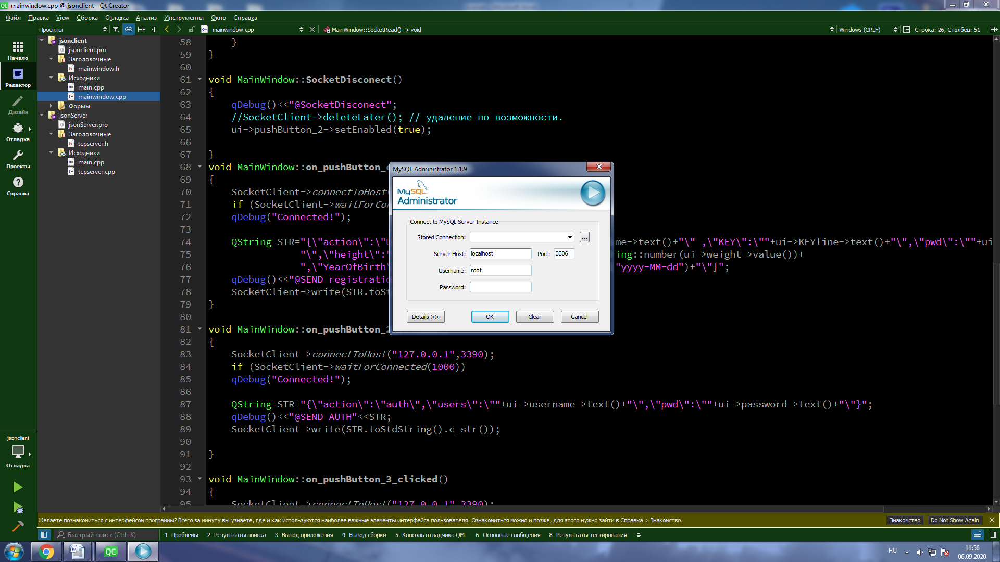 mainwindow.cpp @ jsonclient - Qt Creator
Файл Правка View Сборка Отладка Анализ Инструменты Окно Справка
Проекты mainwindow.cpp MainWindow::SocketRead() -> void Windows (CRLF) Строка: 26, Столбец: 51
Начало
Редактор
Дизайн
Отладка
Проекты
Справка
jsonclient
Отладка
jsonclient
jsonclient.pro
Заголовочные
mainwindow.h
Исходники
main.cpp
mainwindow.cpp
Формы
jsonServer
jsonServer.pro
Заголовочные
tcpserver.h
Исходники
main.cpp
tcpserver.cpp
58 }
59 }
60
61 void MainWindow::SocketDisconect()
62 {
63 qDebug()<<"@SocketDisconect";
64 //SocketClient->deleteLater(); // удаление по возможности.
65 ui->pushButton_2->setEnabled(true);
66
67 }
68 void MainWindow::on_pushButton_
69 {
70 SocketClient->connectToHost
71 if (SocketClient->waitForCo
72 qDebug("Connected!");
73
74 QString STR="{\"action\":\" me->text()+"\" ,\"KEY\":\""+ui->KEYline->text()+"\",\"pwd\":\""+ui
75 "\",\"height\": ing::number(ui->weight->value())+
76 ",\"YearOfBirth\ "yyyy-MM-dd")+"\"}";
77 qDebug()<<"@SEND registratio
78 SocketClient->write(STR.toSt
79 }
80
81 void MainWindow::on_pushButton_2
82 {
83 SocketClient->connectToHost("127.0.0.1",3390);
84 if (SocketClient->waitForConnected(1000))
85 qDebug("Connected!");
86
87 QString STR="{\"action\":\"auth\",\"users\":\""+ui->username->text()+"\",\"pwd\":\""+ui->password->text()+"\"}";
88 qDebug()<<"@SEND AUTH"<<STR;
89 SocketClient->write(STR.toStdString().c_str());
90
91 }
92
93 void MainWindow::on_pushButton_3_clicked()
94 {
95 SocketClient->connectToHost("127.0.0.1",3390);
MySQL Administrator 1.1.9
MySQL
Administrator
Connect to MySQL Server Instance
Stored Connection: ...
Server Host: localhost Port: 3306
Username: root
Password:
Details >> OK Clear Cancel
Желаете познакомиться с интерфейсом программы? Всего за минуту вы узнаете, где и как используются наиболее важные элементы интерфейса пользователя. Ознакомиться можно и позже, для этого нужно зайти в Справка > Знакомство. Знакомство Do Not Show Again
Быстрый поиск (Ctrl+K) 1 Проблемы 2 Результаты поиска 3 Вывод приложения 4 Вывод сборки 5 Консоль отладчика QML 6 Основные сообщения 8 Результаты тестирования
QC RU 11:56
06.09.2020